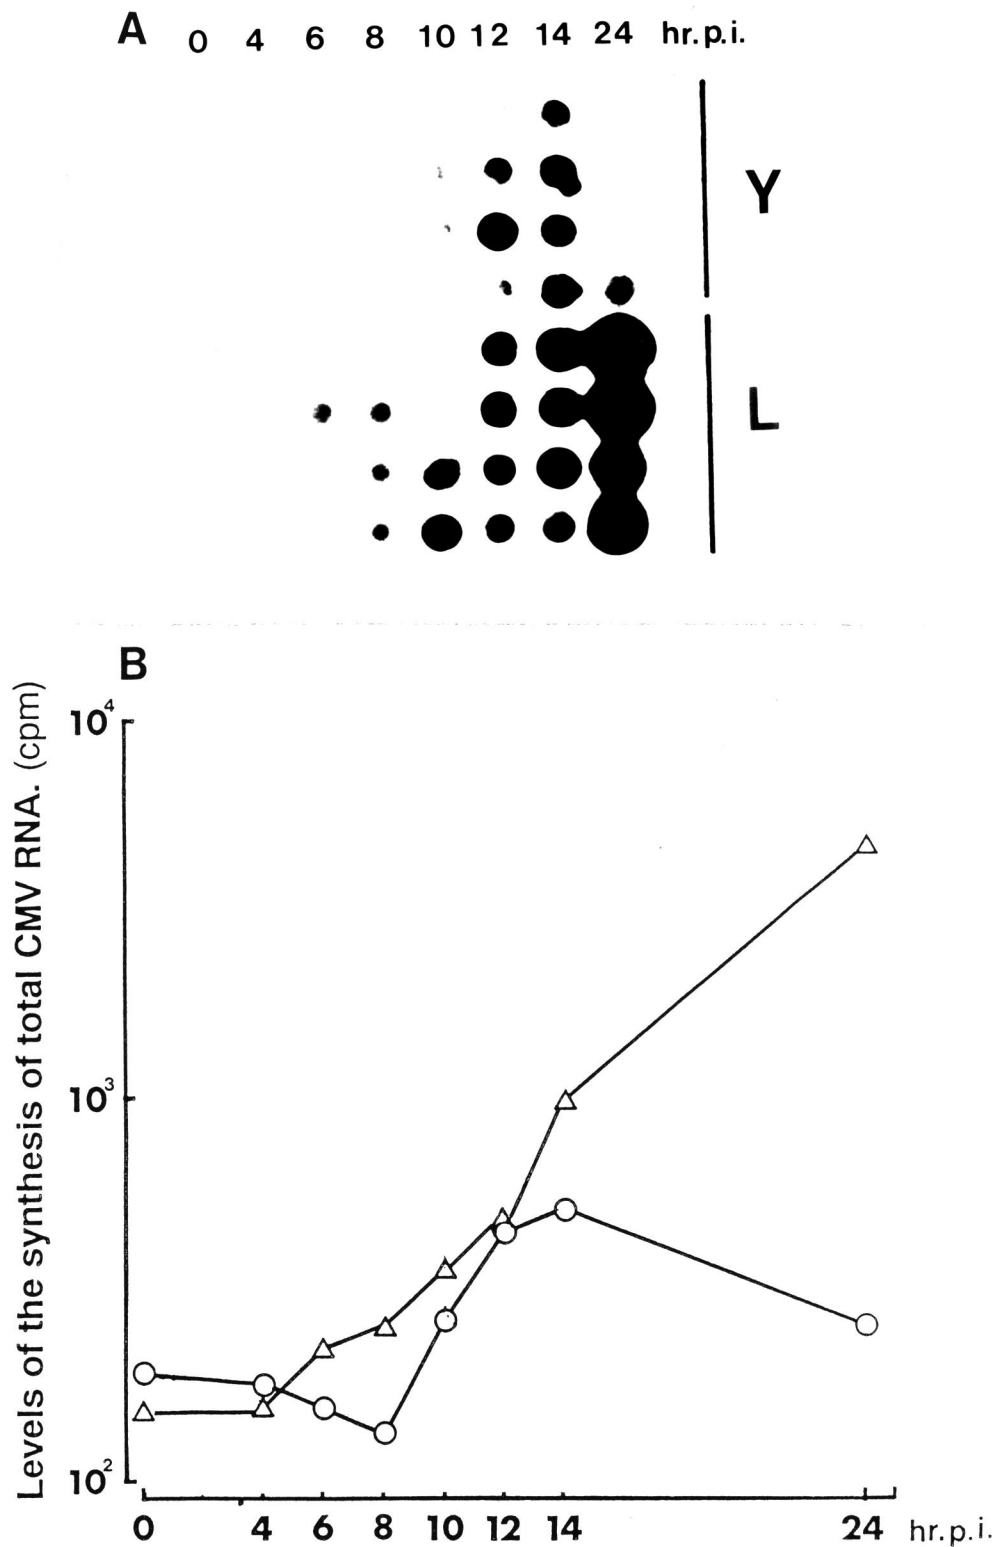 A 0 4 6 8 10 12 14 24 hr.p.i.
Y
L
B
Levels of the synthesis of total CMV RNA. (cpm)
10⁴
10³
10²
0 4 6 8 10 12 14 24 hr.p.i.